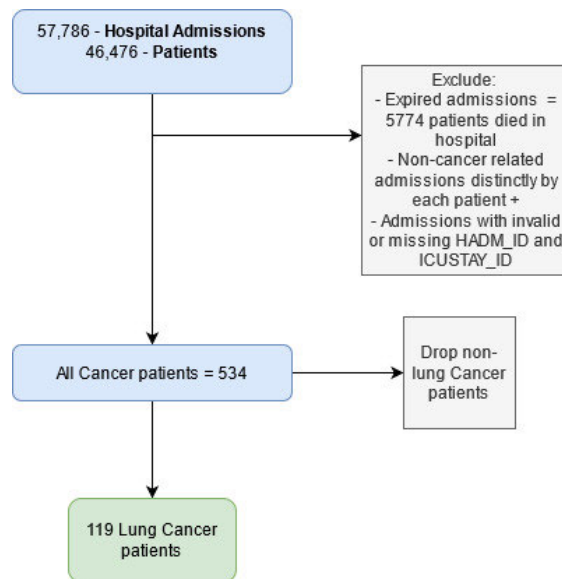 57,786 - Hospital Admissions
46,476 - Patients
Exclude:
- Expired admissions =
5774 patients died in
hospital
- Non-cancer related
admissions distinctly by
each patient +
- Admissions with invalid
or missing HADM_ID and
ICUSTAY_ID
All Cancer patients = 534
Drop non-
lung Cancer
patients
119 Lung Cancer
patients